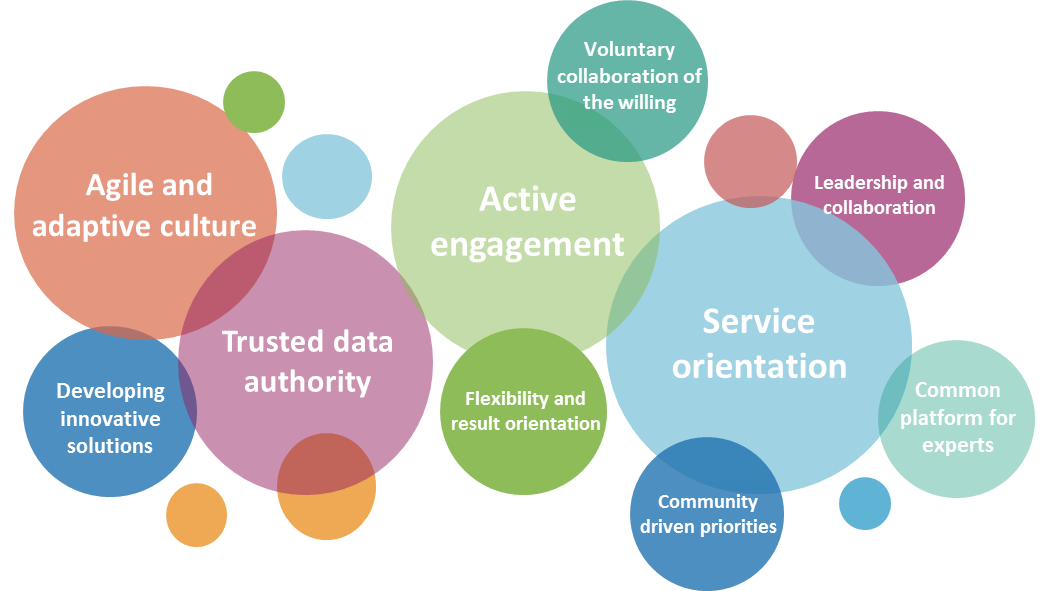 Voluntary
collaboration of
the willing
Agile and
adaptive culture
Active
engagement
Leadership and
collaboration
Trusted data
authority
Service
orientation
Developing
innovative
solutions
Flexibility and
result orientation
Common
platform for
experts
Community
driven priorities